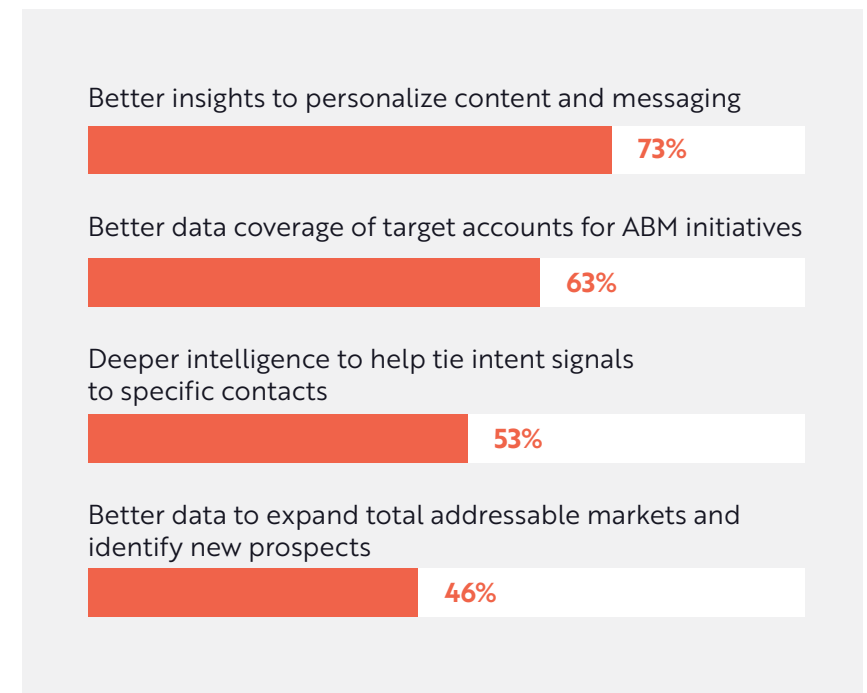 Better insights to personalize content and messaging
73%
Better data coverage of target accounts for ABM initiatives
63%
Deeper intelligence to help tie intent signals
to specific contacts
53%
Better data to expand total addressable markets and
identify new prospects
46%